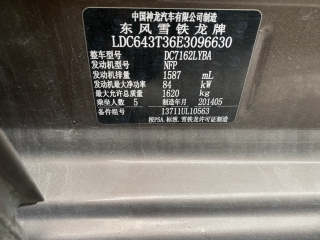 中国神龙汽车有限公司制造
东风雪铁龙牌
LDC643T36E3096630
整车型号 DC7162LYBA
发动机型号 NFP
发动机排量 1587 mL
发动机最大净功率 84 kW
最大允许总质量 1620 kg
乘坐人数 5 制造年月 201405
备件组号 13711UL10563
按PSA.标致.雪铁龙许可证制造